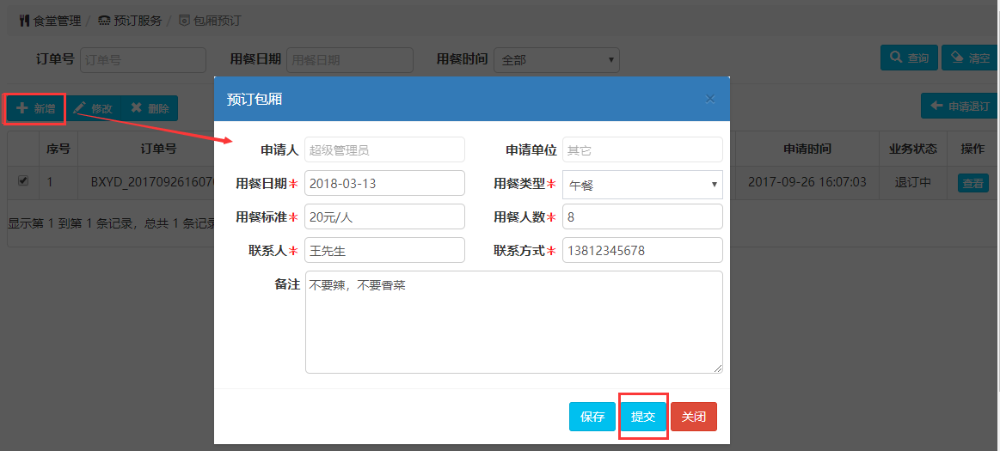 食堂管理 / 预订服务 / 包厢预订
订单号 订单号 用餐日期 用餐日期 用餐时间 全部 查询 清空
新增 修改 删除 申请退订
预订包厢 ×
序号 订单号 申请时间 业务状态 操作
1 BXYD_2017092616070 2017-09-26 16:07:03 退订中 查看
显示第 1 到第 1 条记录，总共 1 条记录
申请人 超级管理员 申请单位 其它
用餐日期* 2018-03-13 用餐类型* 午餐
用餐标准* 20元/人 用餐人数* 8
联系人* 王先生 联系方式* 13812345678
备注 不要辣，不要香菜
保存 提交 关闭